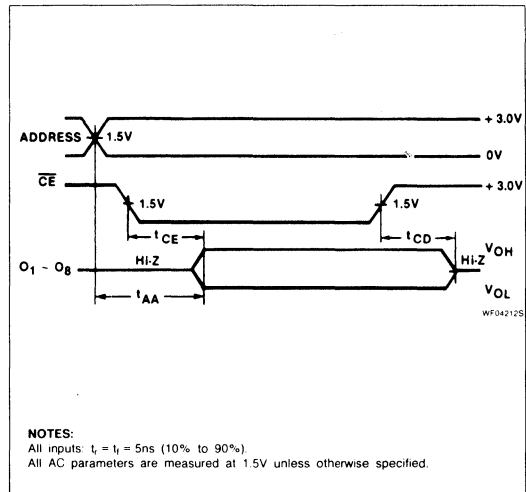 + 3.0V
ADDRESS 1.5V
0V
CE + 3.0V
1.5V 1.5V
tCE tCD
VOH
O1 - O8 Hi-Z Hi-Z
tAA
VOL
WF04212S
NOTES:
All inputs: tr = tf = 5ns (10% to 90%).
All AC parameters are measured at 1.5V unless otherwise specified.